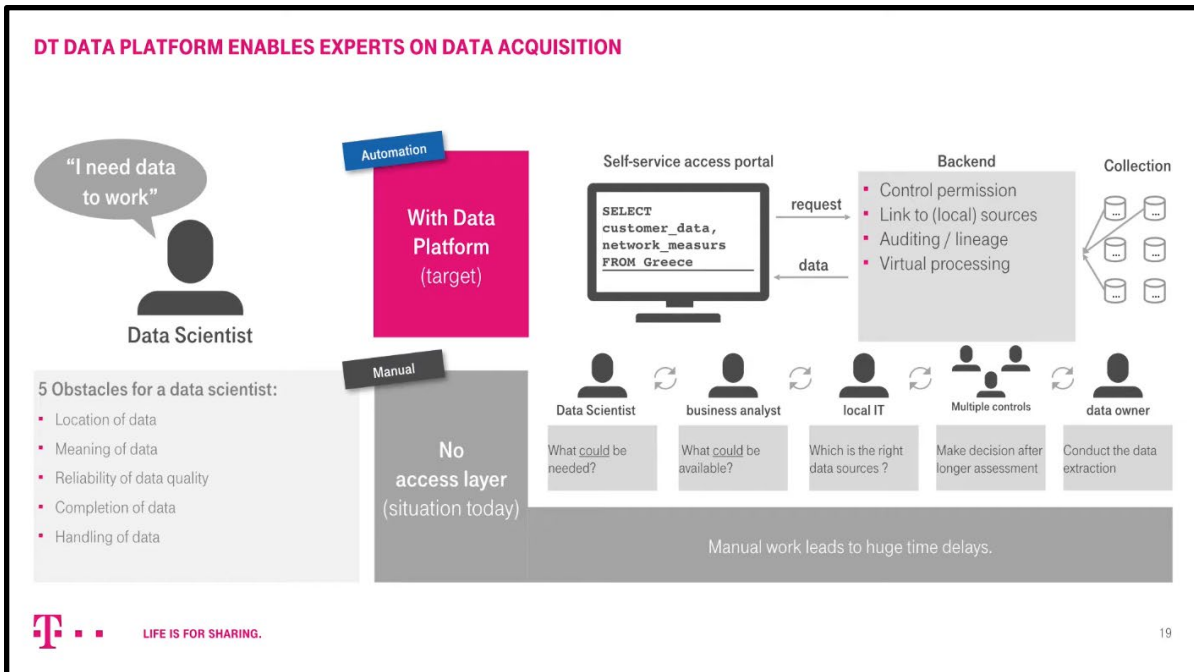 DT DATA PLATFORM ENABLES EXPERTS ON DATA ACQUISITION
“I need data
to work”
Data Scientist
5 Obstacles for a data scientist:
▪ Location of data
▪ Meaning of data
▪ Reliability of data quality
▪ Completion of data
▪ Handling of data
Automation
With Data
Platform
(target)
Manual
No
access layer
(situation today)
Self-service access portal
SELECT
customer_data,
network_measurs
FROM Greece
request
data
Backend
▪ Control permission
▪ Link to (local) sources
▪ Auditing / lineage
▪ Virtual processing
Collection
... ...
... ...
... ...
Data Scientist
What could be
needed?
business analyst
What could be
available?
local IT
Which is the right
data sources ?
Multiple controls
Make decision after
longer assessment
data owner
Conduct the data
extraction
Manual work leads to huge time delays.
T
LIFE IS FOR SHARING.
19